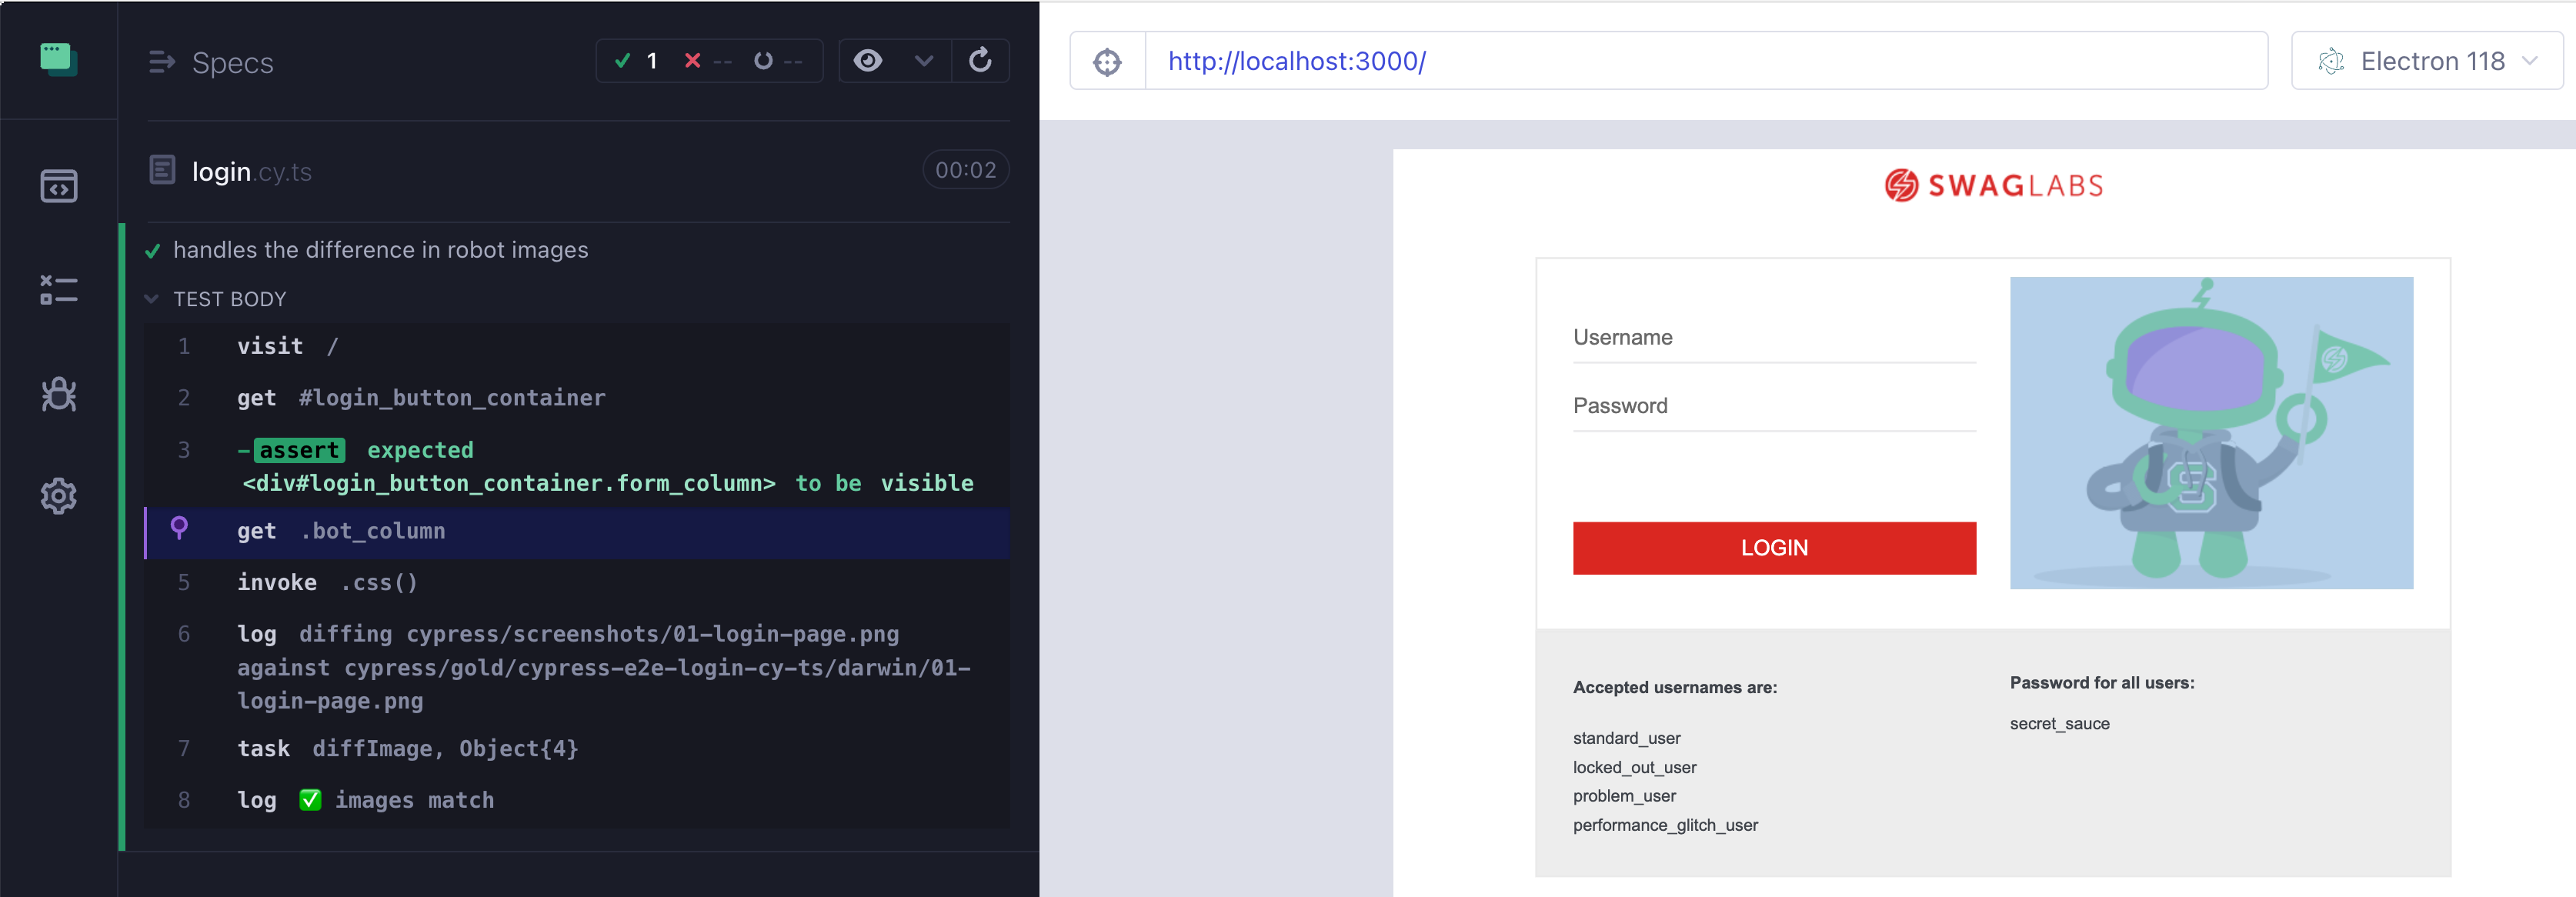 Specs
1 -- --
login.cy.ts
00:02
handles the difference in robot images
TEST BODY
1 visit /
2 get #login_button_container
3 -assert expected
<div#login_button_container.form_column> to be visible
get .bot_column
5 invoke .css()
6 log diffing cypress/screenshots/01-login-page.png
against cypress/gold/cypress-e2e-login-cy-ts/darwin/01-
login-page.png
7 task diffImage, Object{4}
8 log ✅ images match
http://localhost:3000/
Electron 118
SWAGLABS
Username
Password
LOGIN
S
Accepted usernames are:
standard_user
locked_out_user
problem_user
performance_glitch_user
Password for all users:
secret_sauce